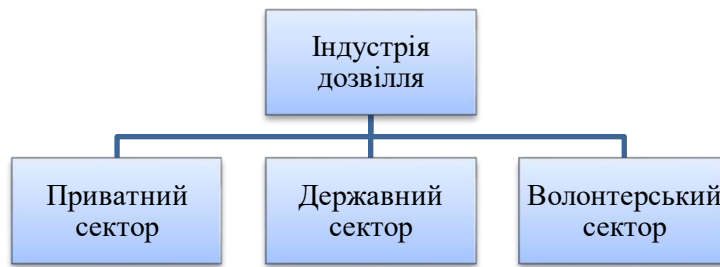 Індустрія
дозвілля
Приватний
сектор
Державний
сектор
Волонтерський
сектор